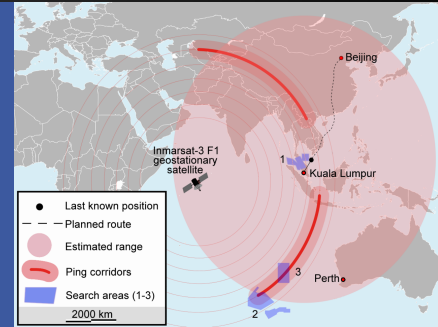 Beijing
Inmarsat-3 F1
geostationary
satellite
1
Kuala Lumpur
Last known position
Planned route
Estimated range
Ping corridors
Search areas (1-3)
2000 km
3
Perth
2